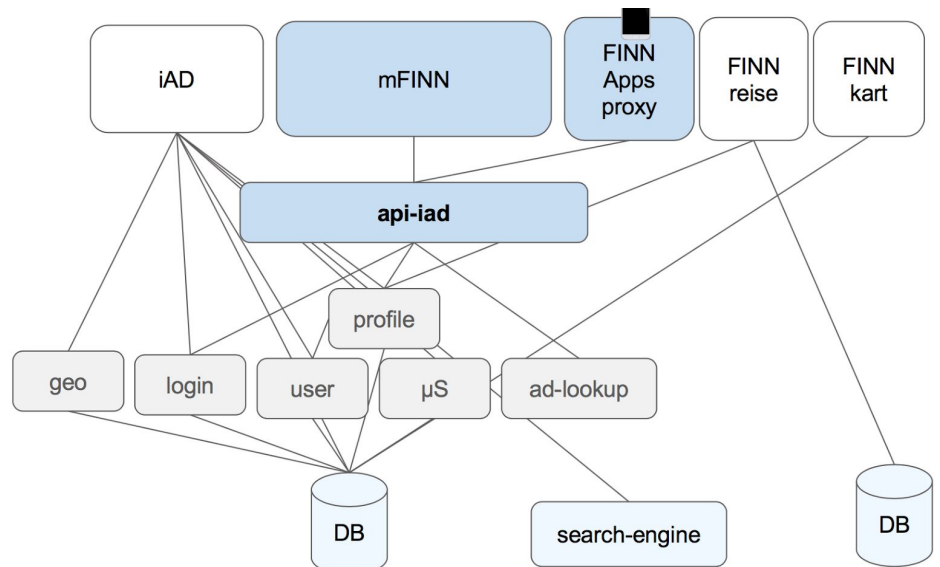 iAD
mFINN
FINN
Apps
proxy
FINN
reise
FINN
kart
api-iad
profile
geo
login
user
µS
ad-lookup
DB
search-engine
DB